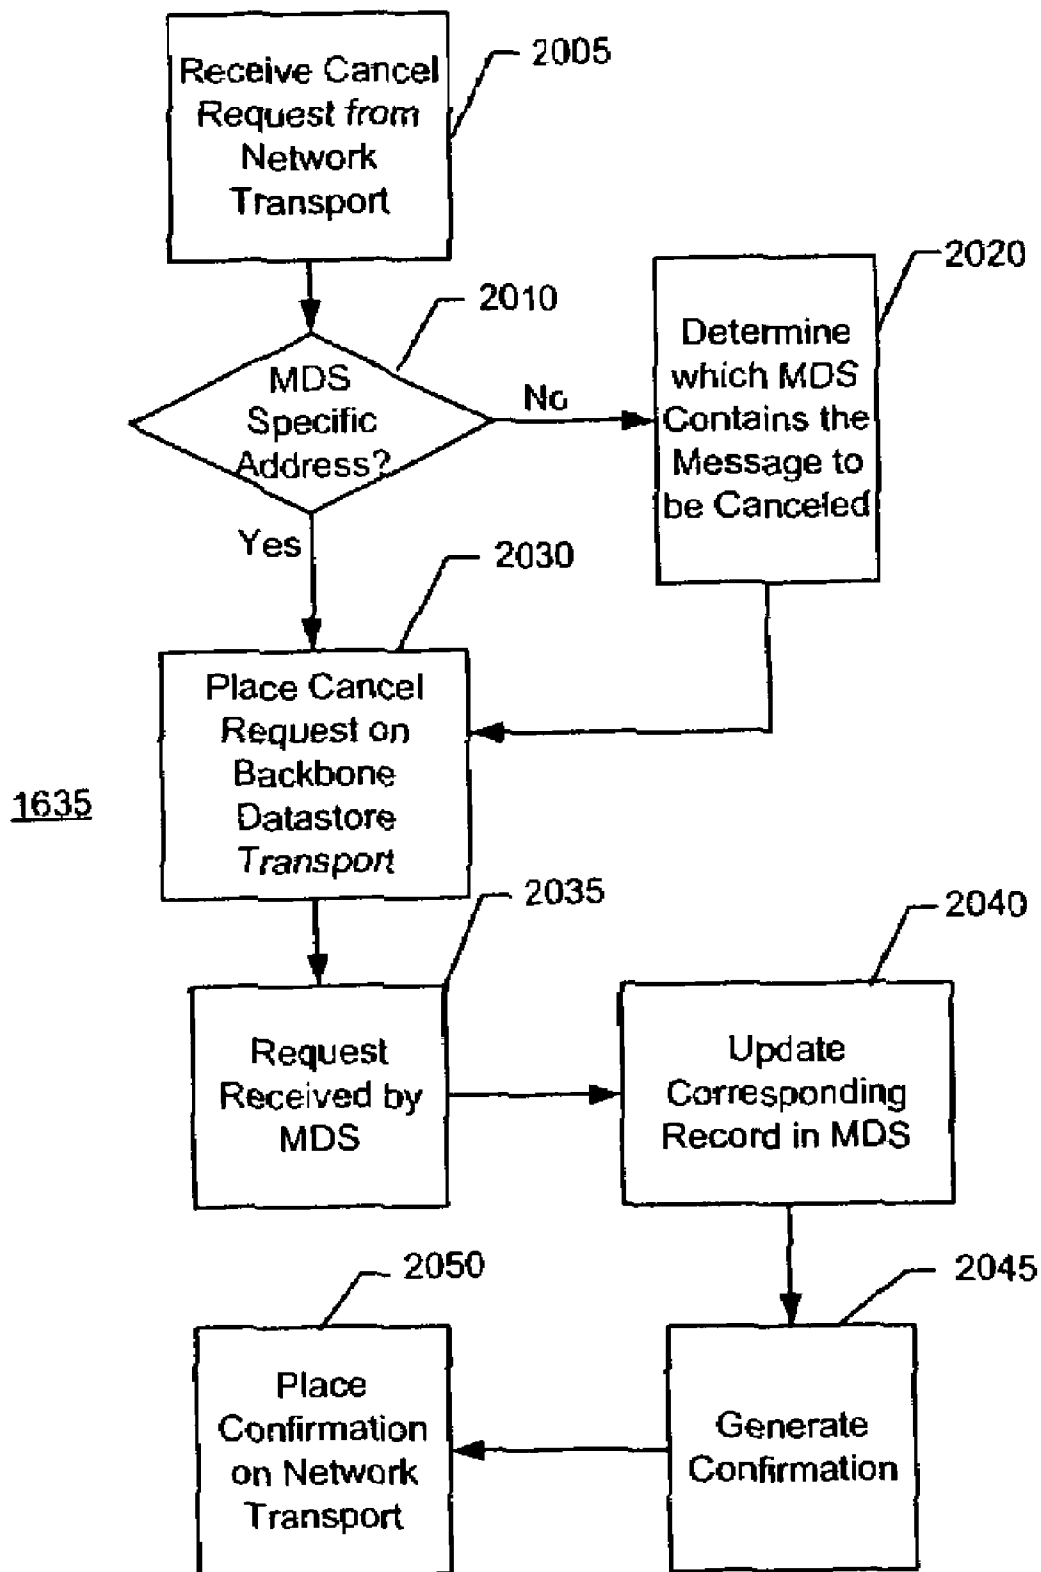 2005
Receive Cancel
Request from
Network
Transport
2010
MDS
Specific
Address?
No
2020
Determine
which MDS
Contains the
Message to
be Canceled
Yes
2030
Place Cancel
Request on
Backbone
Datastore
Transport
1635
2035
Request
Received by
MDS
2040
Update
Corresponding
Record in MDS
2045
Generate
Confirmation
2050
Place
Confirmation
on Network
Transport